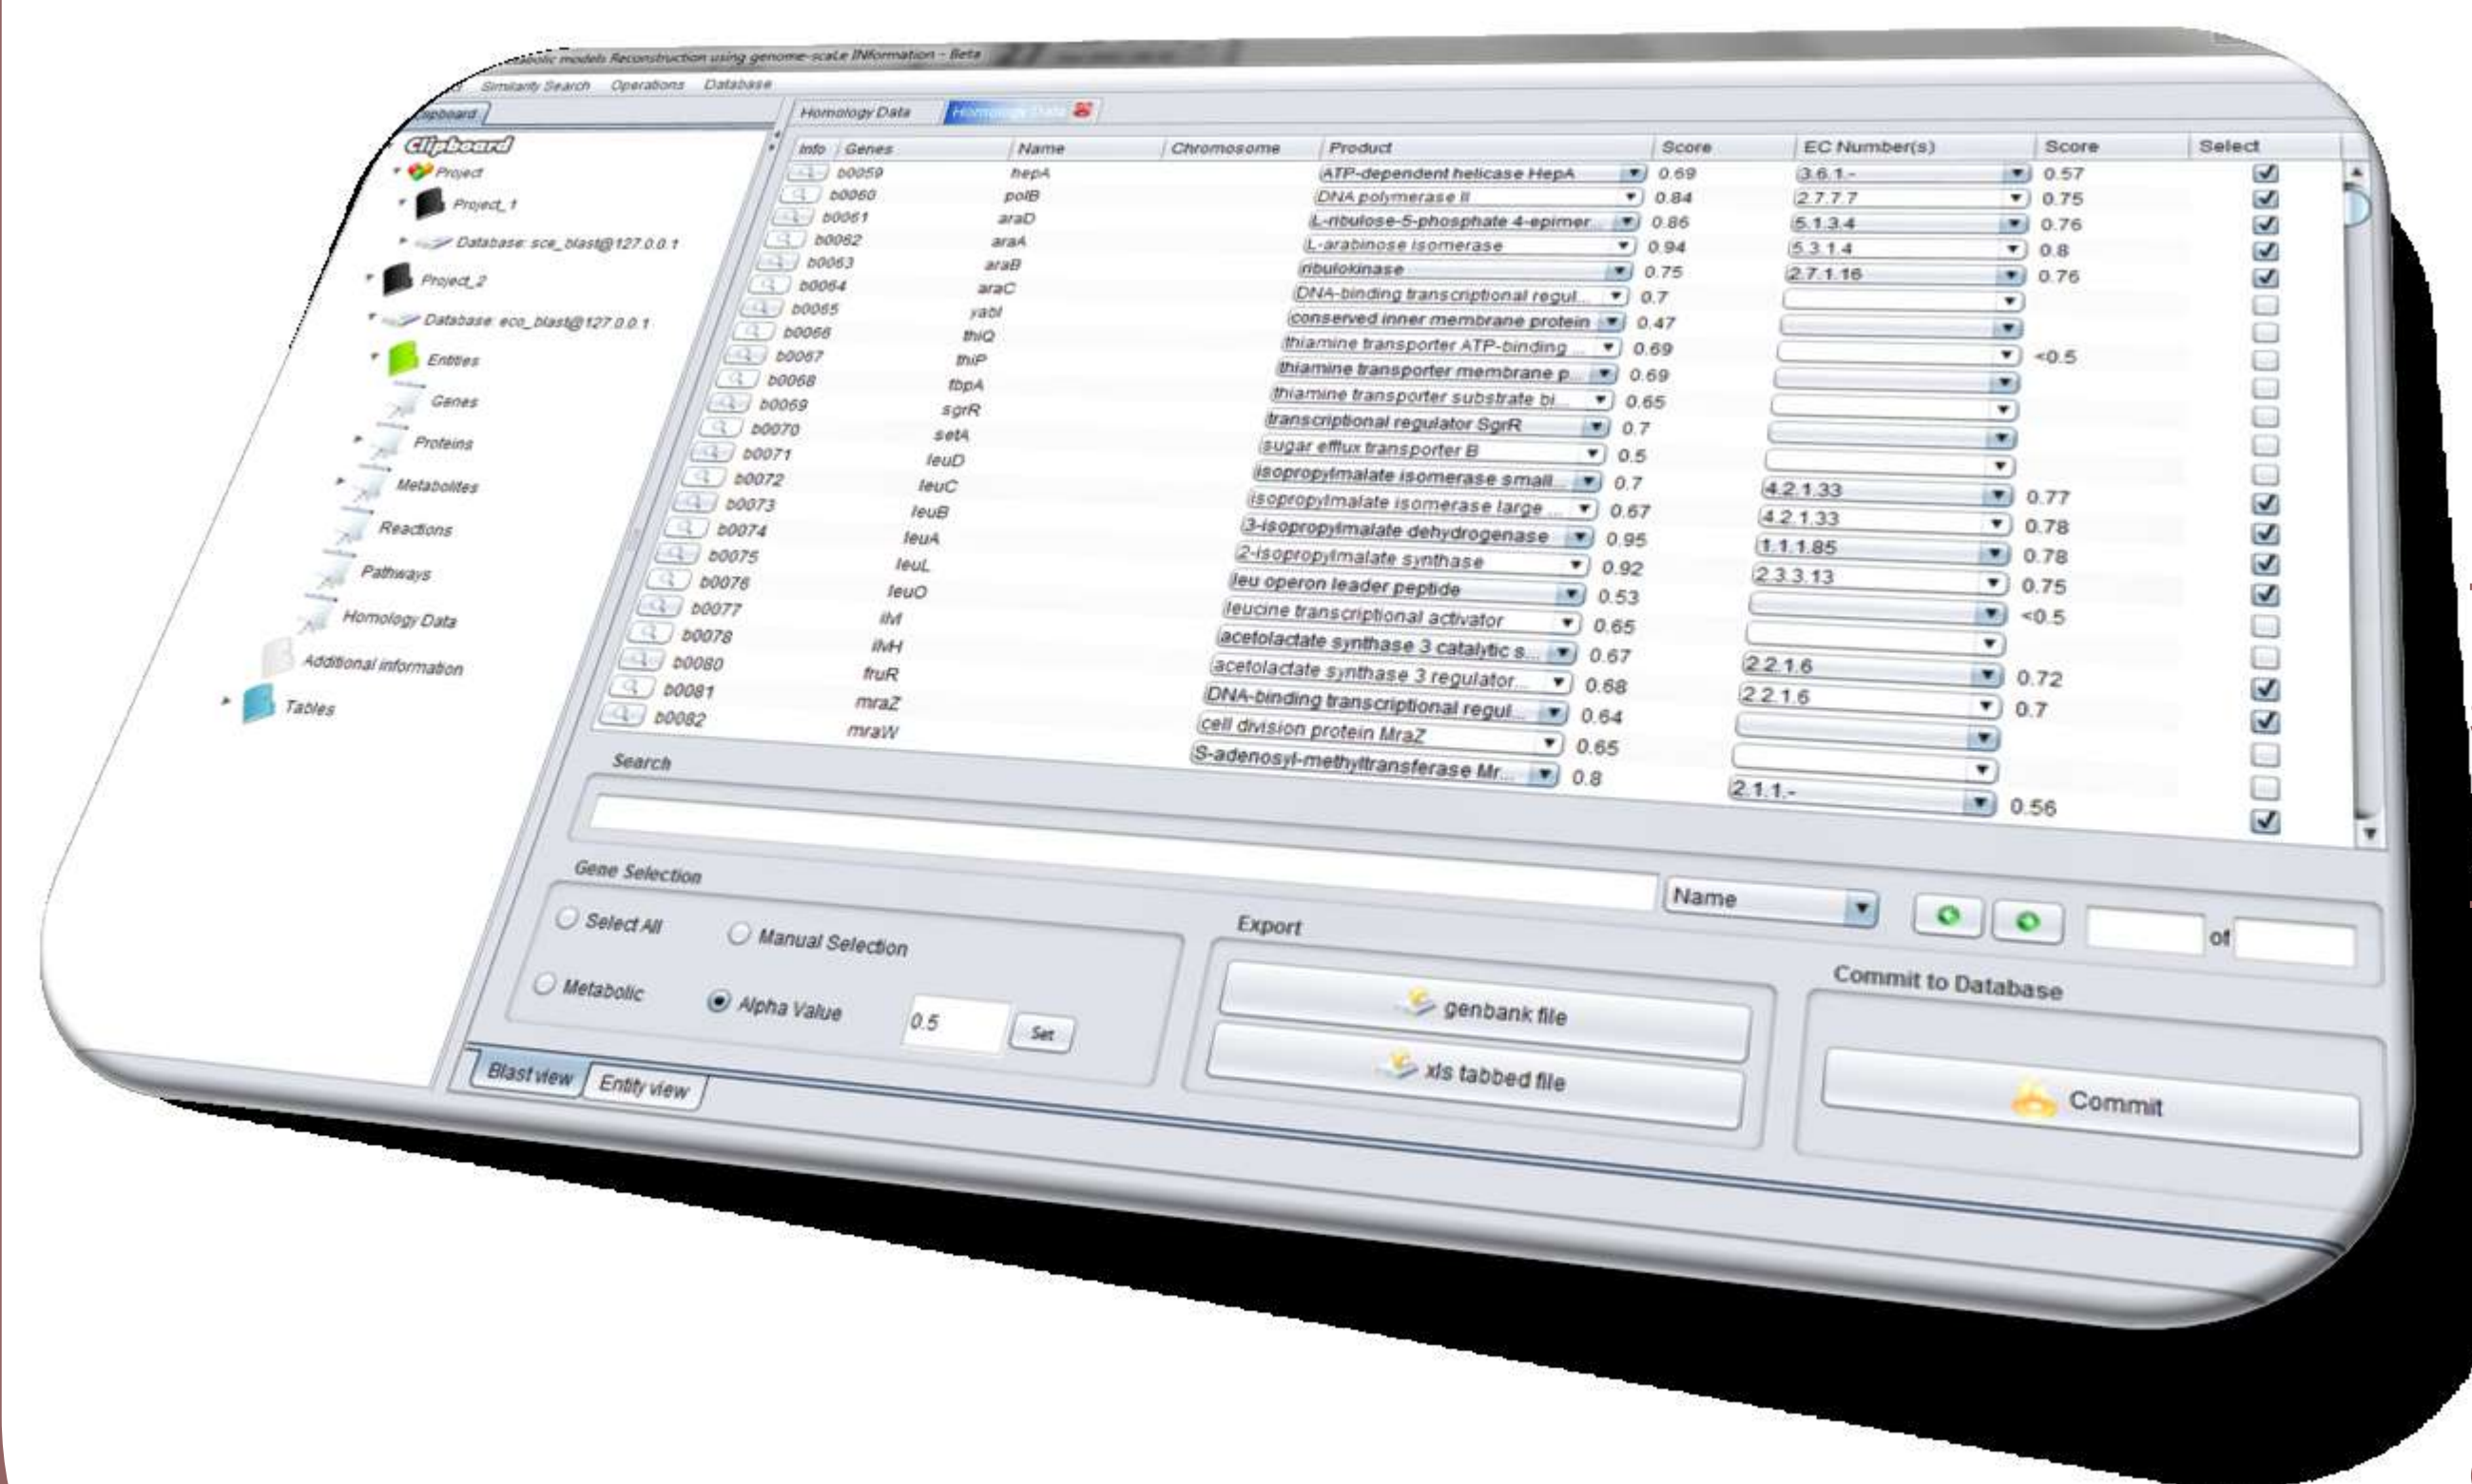 abolic models Reconstruction using genome-scaLe INformation - Beta
Similarity Search Operations Database
Clipboard
Clipboard
Project
Project_1
Database: sce_blast@127.0.0.1
Project_2
Database: eco_blast@127.0.0.1
Entities
Genes
Proteins
Metabolites
Reactions
Pathways
Homology Data
Additional information
Tables
Homology Data Homology Data
Info Genes Name Chromosome Product Score EC Number(s) Score Select
b0059 hepA ATP-dependent helicase HepA 0.69 3.6.1.- 0.57
b0060 polB DNA polymerase II 0.84 2.7.7.7 0.75
b0061 araD L-ribulose-5-phosphate 4-epimer... 0.86 5.1.3.4 0.76
b0062 araA L-arabinose isomerase 0.94 5.3.1.4 0.8
b0063 araB ribulokinase 0.75 2.7.1.16 0.76
b0064 araC DNA-binding transcriptional regul... 0.7
b0065 yabI conserved inner membrane protein 0.47
b0066 thiQ thiamine transporter ATP-binding ... 0.69 <0.5
b0067 thiP thiamine transporter membrane p... 0.69
b0068 tbpA thiamine transporter substrate bi... 0.65
b0069 sgrR transcriptional regulator SgrR 0.7
b0070 setA sugar efflux transporter B 0.5
b0071 leuD isopropylmalate isomerase small... 0.7 4.2.1.33 0.77
b0072 leuC isopropylmalate isomerase large ... 0.67 4.2.1.33 0.78
b0073 leuB 3-isopropylmalate dehydrogenase 0.95 1.1.1.85 0.78
b0074 leuA 2-isopropylmalate synthase 0.92 2.3.3.13 0.75
b0075 leuL leu operon leader peptide 0.53 <0.5
b0076 leuO leucine transcriptional activator 0.65
b0077 ilvI acetolactate synthase 3 catalytic s... 0.67 2.2.1.6 0.72
b0078 ilvH acetolactate synthase 3 regulator... 0.68 2.2.1.6 0.7
b0080 fruR DNA-binding transcriptional regul... 0.64
b0081 mraZ cell division protein MraZ 0.65
b0082 mraW S-adenosyl-methyltransferase Mr... 0.8 2.1.1.- 0.56
Search
Name of
Gene Selection
Select All Manual Selection
Metabolic Alpha Value 0.5 Set
Export
genbank file
xls tabbed file
Commit to Database
Commit
Blast view Entity view